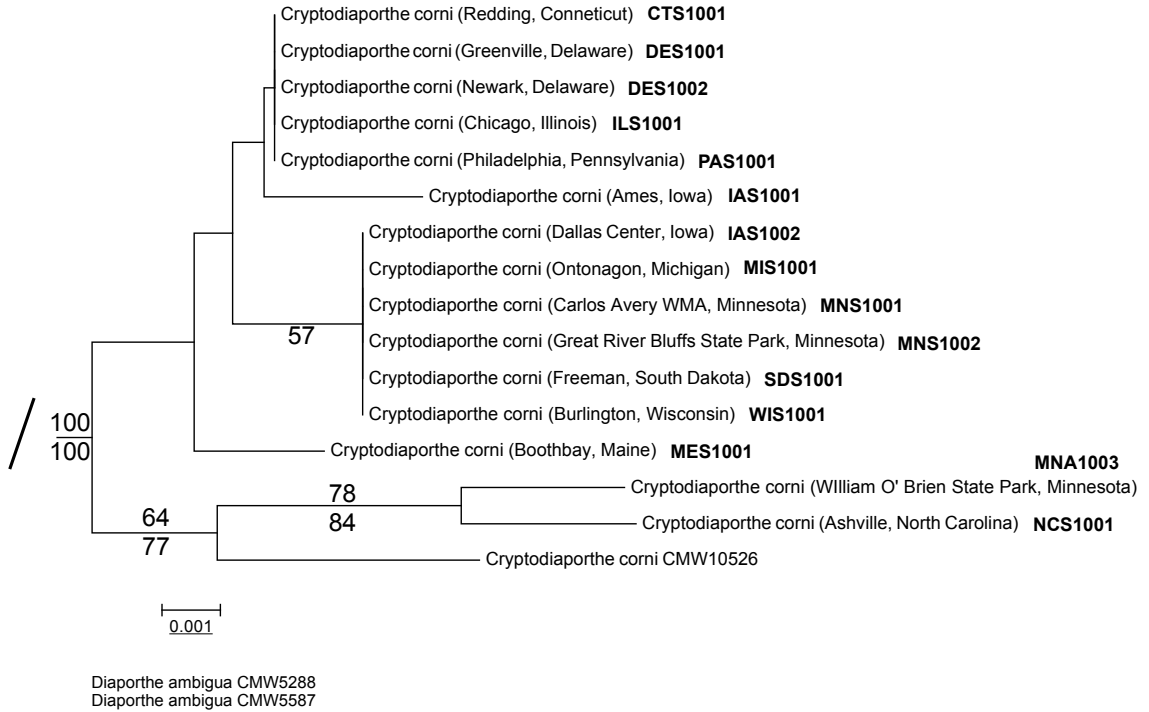 Cryptodiaporthe corni (Redding, Conneticut) CTS1001
Cryptodiaporthe corni (Greenville, Delaware) DES1001
Cryptodiaporthe corni (Newark, Delaware) DES1002
Cryptodiaporthe corni (Chicago, Illinois) ILS1001
Cryptodiaporthe corni (Philadelphia, Pennsylvania) PAS1001
Cryptodiaporthe corni (Ames, Iowa) IAS1001
Cryptodiaporthe corni (Dallas Center, Iowa) IAS1002
Cryptodiaporthe corni (Ontonagon, Michigan) MIS1001
Cryptodiaporthe corni (Carlos Avery WMA, Minnesota) MNS1001
57
Cryptodiaporthe corni (Great River Bluffs State Park, Minnesota) MNS1002
Cryptodiaporthe corni (Freeman, South Dakota) SDS1001
Cryptodiaporthe corni (Burlington, Wisconsin) WIS1001
100
100
Cryptodiaporthe corni (Boothbay, Maine) MES1001
MNA1003
Cryptodiaporthe corni (WIlliam O' Brien State Park, Minnesota)
78
84
Cryptodiaporthe corni (Ashville, North Carolina) NCS1001
64
77
Cryptodiaporthe corni CMW10526
0.001
Diaporthe ambigua CMW5288
Diaporthe ambigua CMW5587